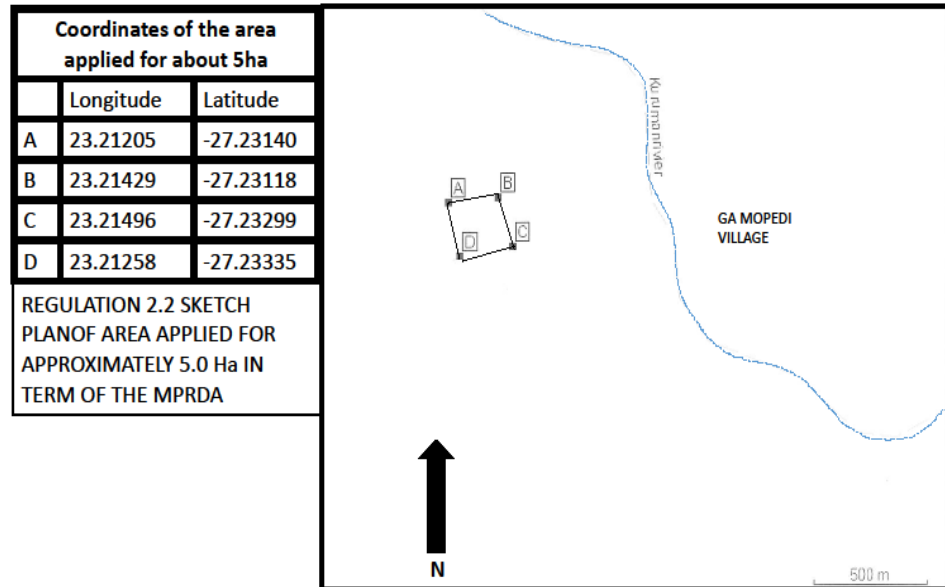 Coordinates of the area
applied for about 5ha
Longitude Latitude
A 23.21205 -27.23140
B 23.21429 -27.23118
C 23.21496 -27.23299
D 23.21258 -27.23335
REGULATION 2.2 SKETCH
PLANOF AREA APPLIED FOR
APPROXIMATELY 5.0 Ha IN
TERM OF THE MPRDA
Kurumanrivier
A
B
C
D
GA MOPEDI
VILLAGE
N
500 m